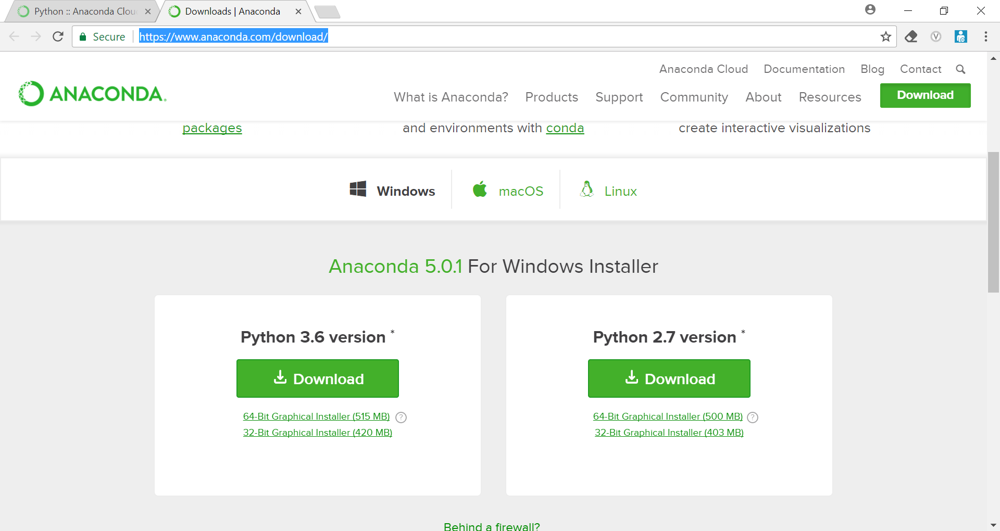 Python :: Anaconda Clou
Downloads | Anaconda
Secure
https://www.anaconda.com/download/
V
Anaconda Cloud
Documentation
Blog
Contact
ANACONDA.
What is Anaconda?
Products
Support
Community
About
Resources
Download
packages
and environments with conda
create interactive visualizations
Windows
macOS
Linux
Anaconda 5.0.1 For Windows Installer
Python 3.6 version *
Download
64-Bit Graphical Installer (515 MB) ?
32-Bit Graphical Installer (420 MB)
Python 2.7 version *
Download
64-Bit Graphical Installer (500 MB) ?
32-Bit Graphical Installer (403 MB)
Behind a firewall?